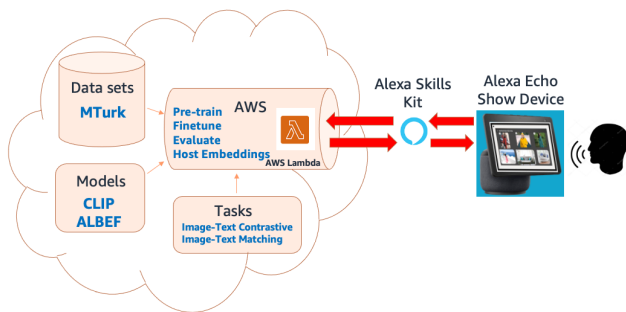 Data sets
MTurk
Models
CLIP
ALBEF
AWS
Pre-train
Finetune
Evaluate
Host Embeddings
AWS Lambda
Tasks
Image-Text Contrastive
Image-Text Matching
Alexa Skills
Kit
Alexa Echo
Show Device